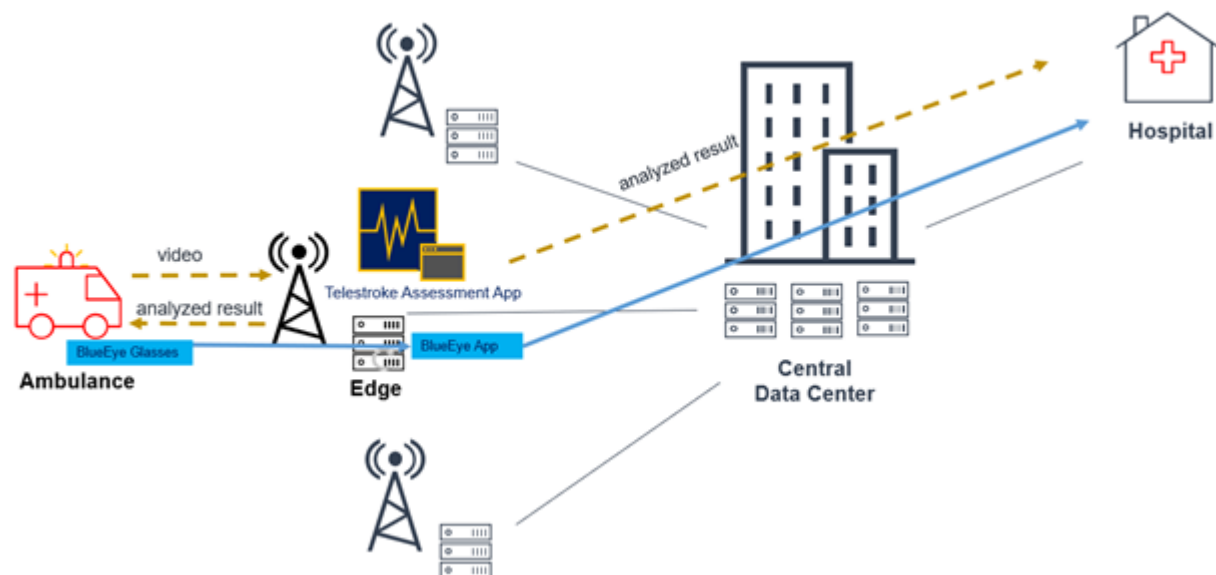 analyzed result
Hospital
video
analyzed result
Telestroke Assessment App
BlueEye Glasses
BlueEye App
Ambulance
Edge
Central
Data Center